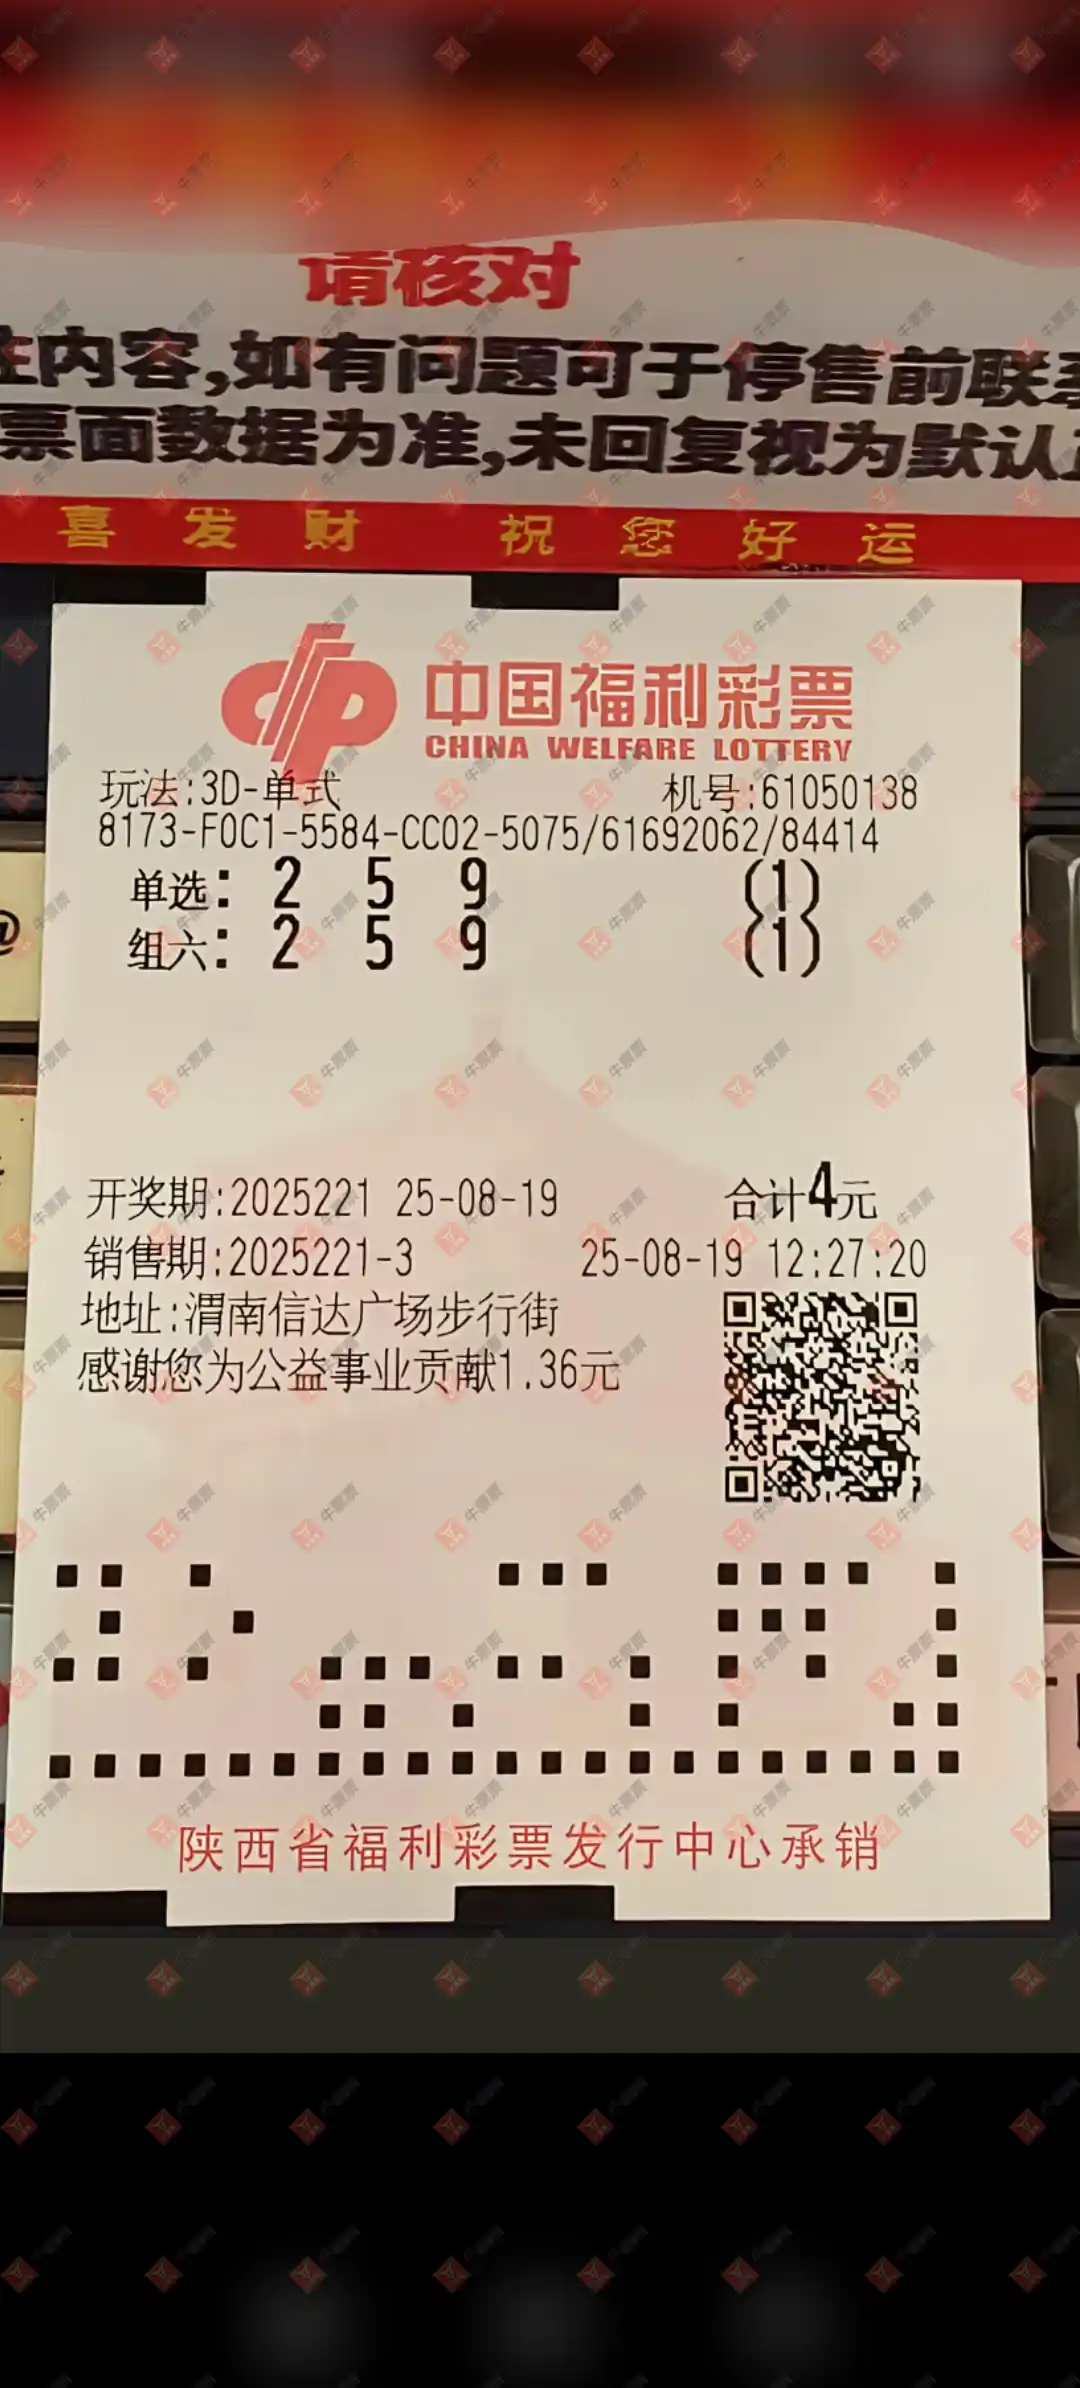 请核对
注内容,如有问题可于停售前联
票面数据为准,未回复视为默认
喜发财 祝您好运
中国福利彩票
CHINA WELFARE LOTTERY
玩法:3D-单式 机号:61050138
8173-F0C1-5584-CC02-5075/61692062/84414
单选: 2 5 9 (1)
组六: 2 5 9 (1)
开奖期:2025221 25-08-19 合计4元
销售期:2025221-3 25-08-19 12:27:20
地址:渭南信达广场步行街
感谢您为公益事业贡献1.36元
陕西省福利彩票发行中心承销
牛票票